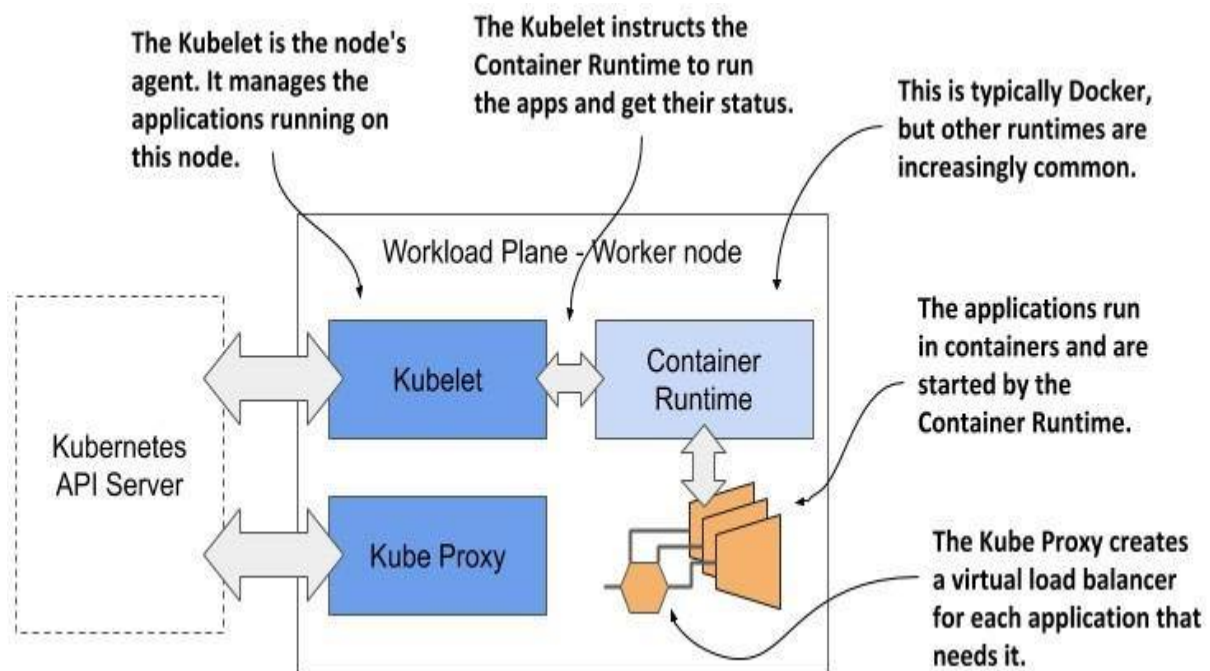 The Kubelet is the node's
agent. It manages the
applications running on
this node.
The Kubelet instructs the
Container Runtime to run
the apps and get their status.
This is typically Docker,
but other runtimes are
increasingly common.
Workload Plane - Worker node
Kubernetes
API Server
Kubelet
Container
Runtime
Kube Proxy
The applications run
in containers and are
started by the
Container Runtime.
The Kube Proxy creates
a virtual load balancer
for each application that
needs it.